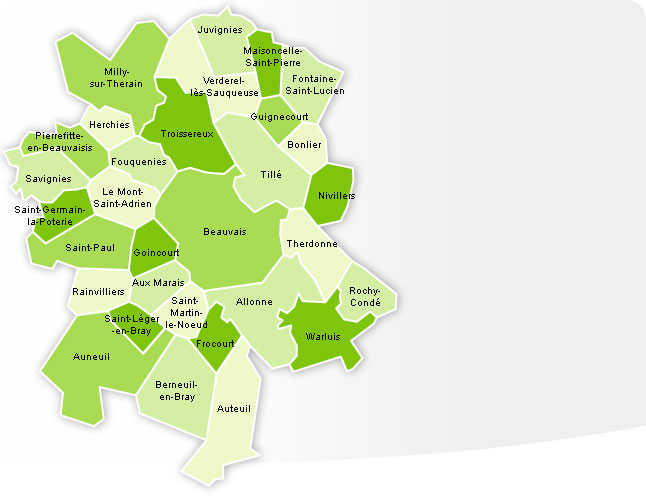 Juvignies
Maisoncelle-
Saint-Pierre
Milly-
sur-Therain
Verderel-
lès-Sauqueuse
Fontaine-
Saint-Lucien
Guignecourt
Herchies
Troissereux
Pierrefitte-
en-Beauvaisis
Bonlier
Fouquenies
Tillé
Savignies
Le Mont-
Saint-Adrien
Nivillers
Saint-Germain-
la-Poterie
Beauvais
Saint-Paul
Therdonne
Goincourt
Aux Marais
Rainvilliers
Rochy-
Condé
Saint-
Martin-
le-Noeud
Allonne
Saint-Léger
-en-Bray
Warluis
Frocourt
Auneuil
Berneuil-
en-Bray
Auteuil